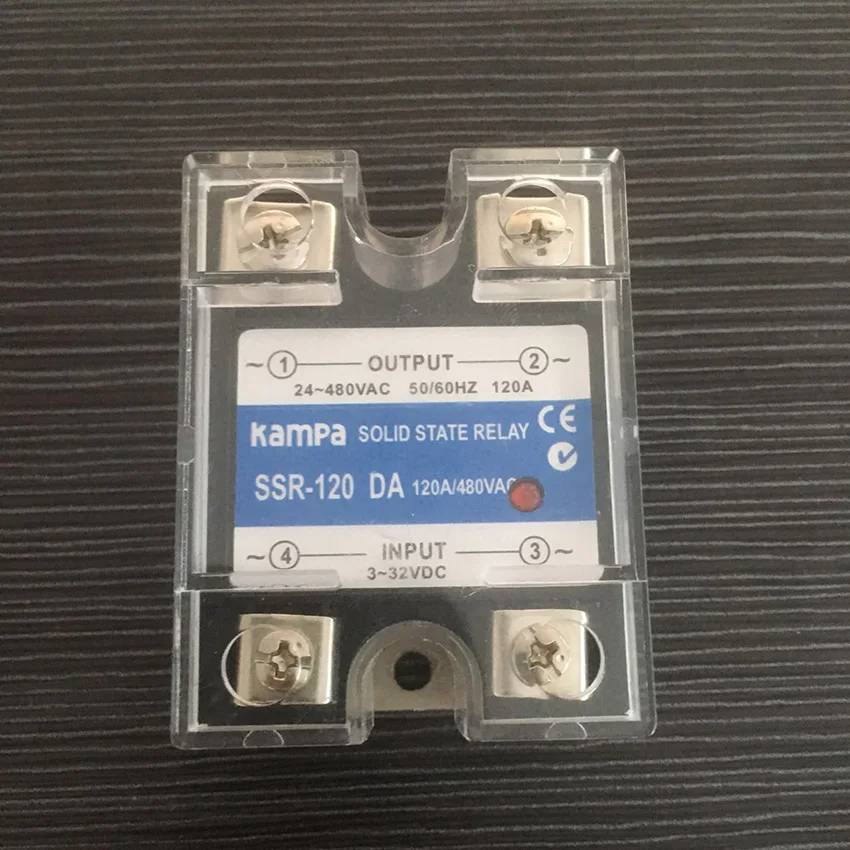 ~ 1 OUTPUT 2 ~
24~480VAC 50/60HZ 120A
Kampa SOLID STATE RELAY CE
SSR-120 DA 120A/480VAC
~ 4 INPUT 3 ~
3~32VDC